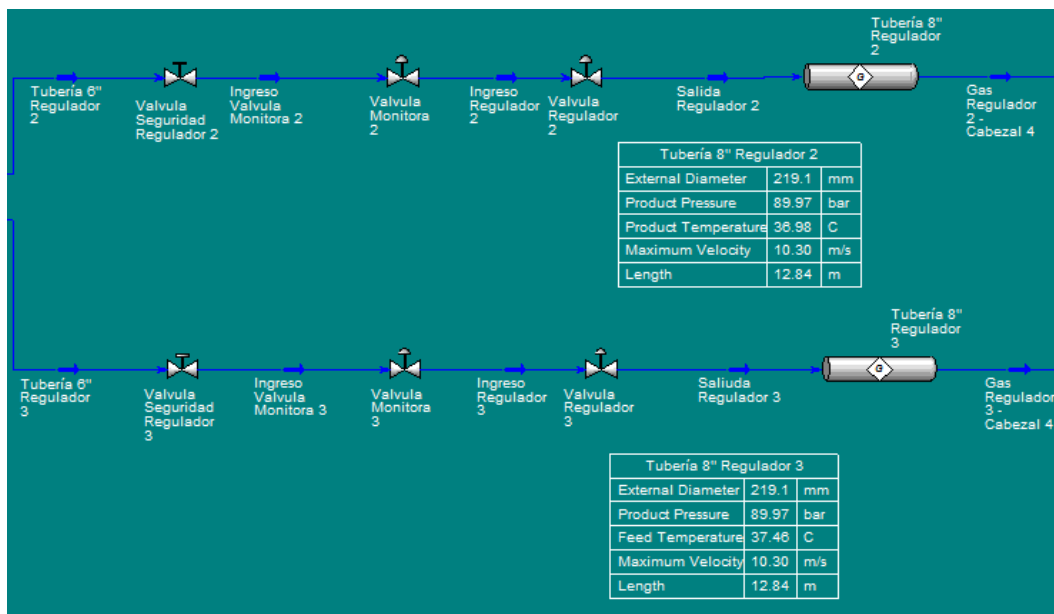 Tubería 8"
Regulador
2
Tubería 6"
Regulador
2
Valvula
Seguridad
Regulador 2
Ingreso
Valvula
Monitora 2
Valvula
Monitora
2
Ingreso
Regulador
2
Valvula
Regulador
2
Salida
Regulador 2
G
Gas
Regulador
2 -
Cabezal 4
Tubería 8" Regulador 2
External Diameter 219.1 mm
Product Pressure 89.97 bar
Product Temperature 36.98 C
Maximum Velocity 10.30 m/s
Length 12.84 m
Tubería 8"
Regulador
3
Tubería 6"
Regulador
3
Valvula
Seguridad
Regulador
3
Ingreso
Valvula
Monitora 3
Valvula
Monitora
3
Ingreso
Regulador
3
Valvula
Regulador
3
Saliuda
Regulador 3
G
Gas
Regulador
3 -
Cabezal 4
Tubería 8" Regulador 3
External Diameter 219.1 mm
Product Pressure 89.97 bar
Feed Temperature 37.46 C
Maximum Velocity 10.30 m/s
Length 12.84 m